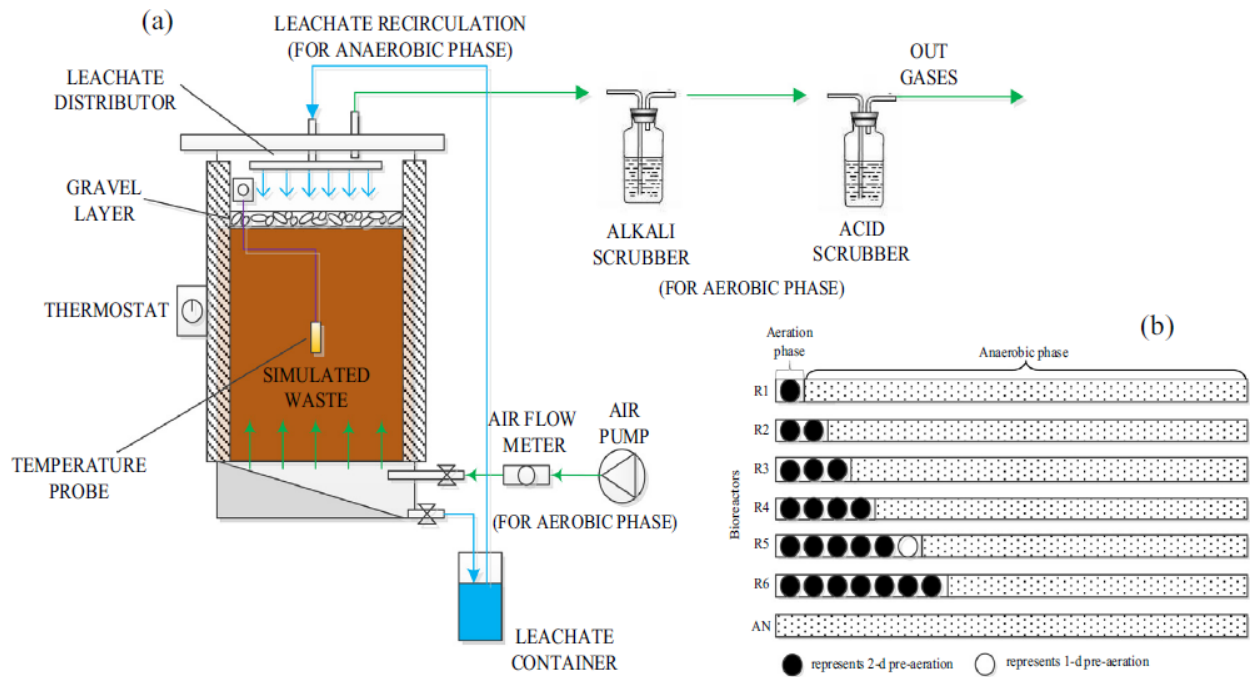 (a)
LEACHATE RECIRCULATION
(FOR ANAEROBIC PHASE)
LEACHATE
DISTRIBUTOR
OUT
GASES
GRAVEL
LAYER
ALKALI
SCRUBBER
ACID
SCRUBBER
(FOR AEROBIC PHASE)
THERMOSTAT
SIMULATED
WASTE
TEMPERATURE
PROBE
AIR FLOW
METER
AIR
PUMP
(FOR AEROBIC PHASE)
LEACHATE
CONTAINER
(b)
Aeration
phase
Anaerobic phase
Bioreactors
R1
R2
R3
R4
R5
R6
AN
represents 2-d pre-aeration
represents 1-d pre-aeration